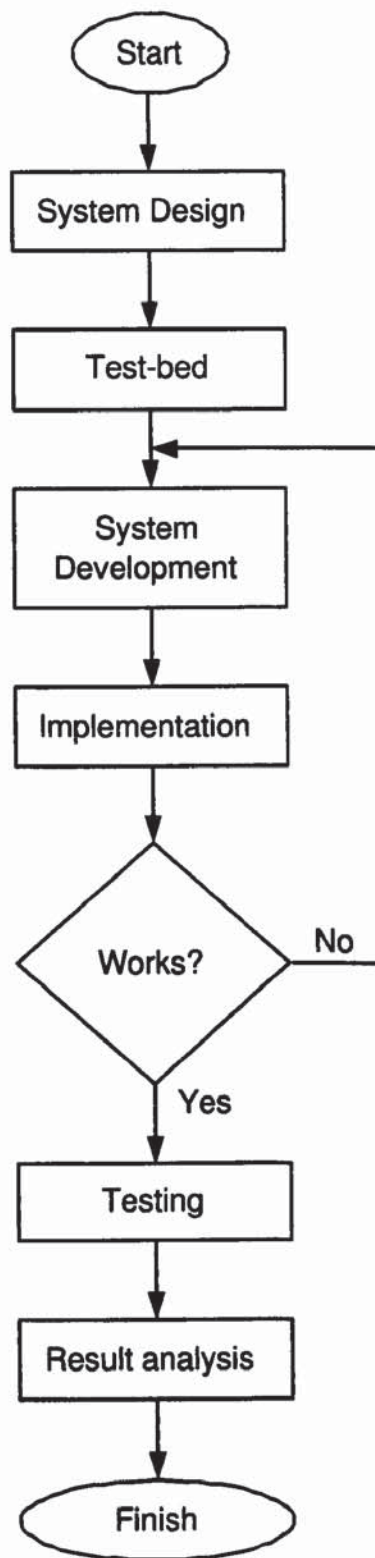 Start
System Design
Test-bed
System
Development
Implementation
Works?
No
Yes
Testing
Result analysis
Finish